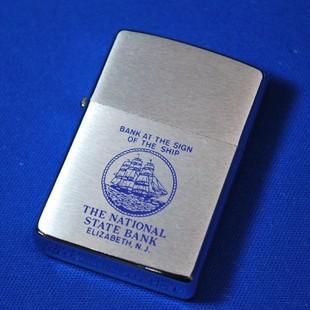 BANK AT THE SIGN
OF THE SHIP
THE NATIONAL
STATE BANK
ELIZABETH, N.J.